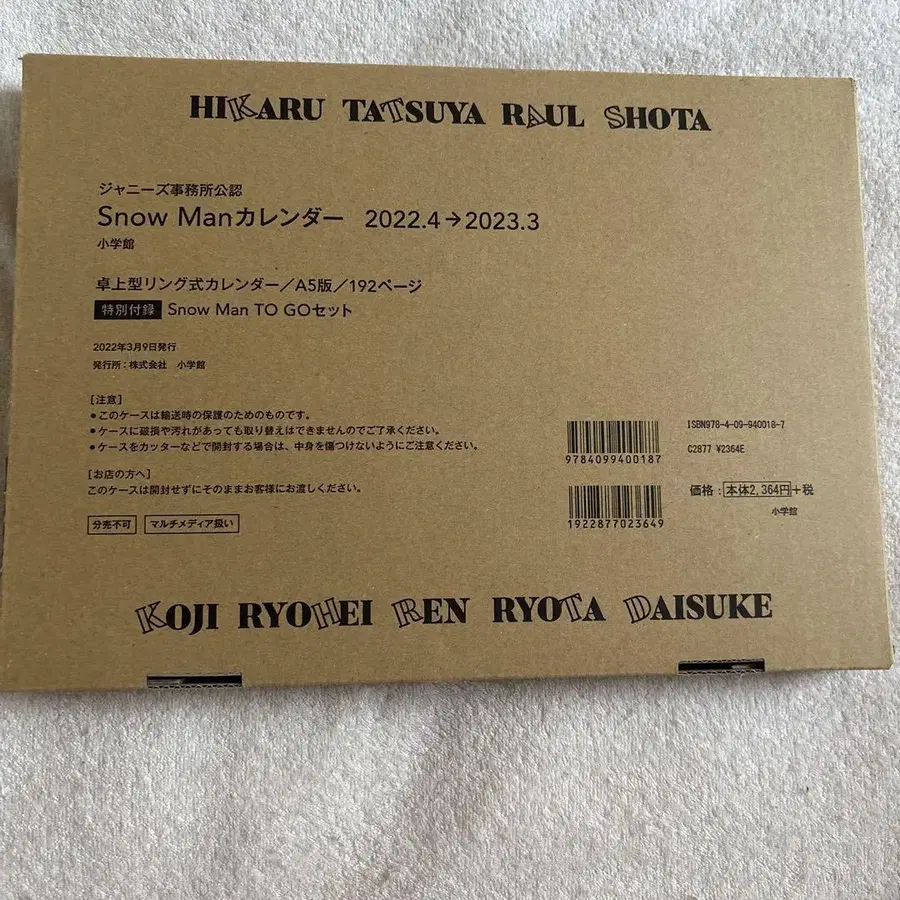 HIKARU TATSUYA RAUL SHOTA
ジャニーズ事務所公認
Snow Manカレンダー 2022.4→2023.3
小学館
卓上型リング式カレンダー/A5版/192ページ
特別付録 Snow Man TO GOセット
2022年3月9日発行
発行所:株式会社 小学館
[注意]
●このケースは輸送時の保護のためのものです。
●ケースに破損や汚れがあっても取り替えはできませんのでご了承ください。
●ケースをカッターなどで開封する場合は、中身を傷つけないようにご注意ください。
[お店の方へ]
このケースは開封せずにそのままお客様にお渡しください。
分売不可 マルチメディア扱い
9784099400187
1922877023649
ISBN978-4-09-940018-7
C2877 ¥2364E
価格:本体2,364円+税
小学館
KOJI RYOHEI REN RYOTA DAISUKE